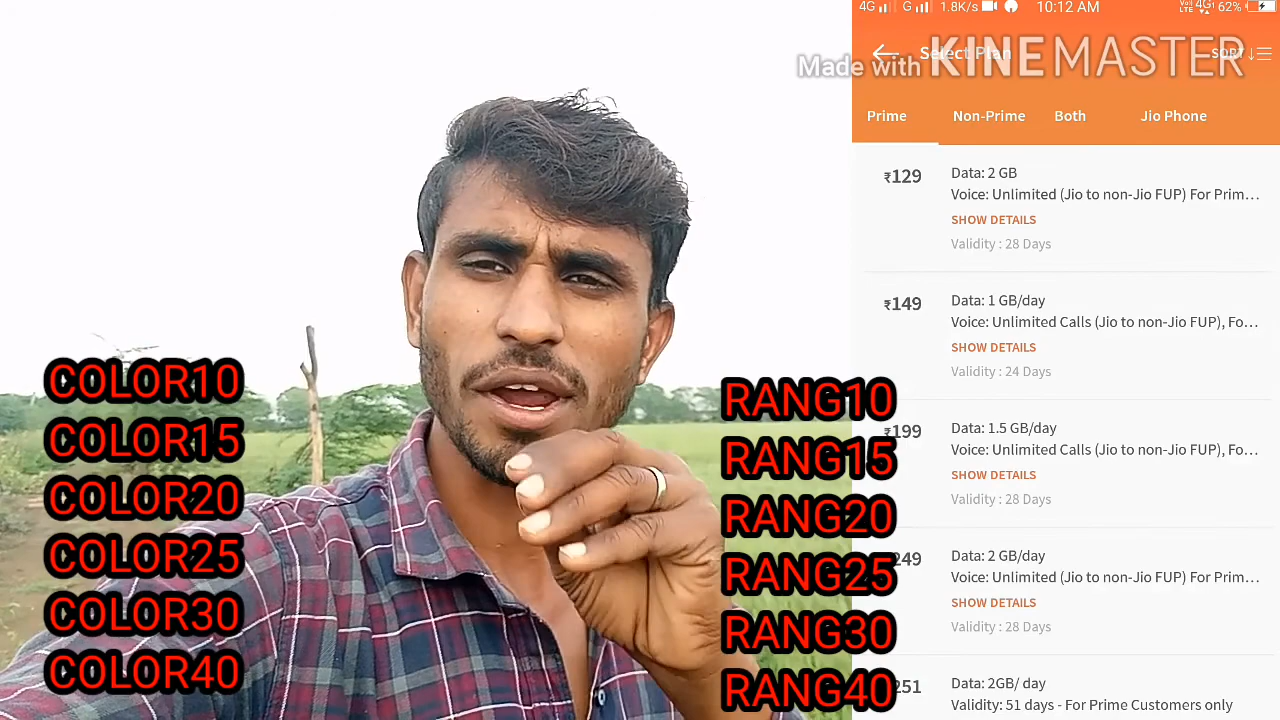 4G G 1.8K/s 10:12 AM 4G 62%
Select Plan SORT
Made with KINEMASTER
Prime Non-Prime Both Jio Phone
₹129 Data: 2 GB
Voice: Unlimited (Jio to non-Jio FUP) For Prim…
SHOW DETAILS
Validity : 28 Days
₹149 Data: 1 GB/day
Voice: Unlimited Calls (Jio to non-Jio FUP), Fo…
SHOW DETAILS
Validity : 24 Days
₹199 Data: 1.5 GB/day
Voice: Unlimited Calls (Jio to non-Jio FUP), Fo…
SHOW DETAILS
Validity : 28 Days
249 Data: 2 GB/day
Voice: Unlimited (Jio to non-Jio FUP) For Prim…
SHOW DETAILS
Validity : 28 Days
251 Data: 2GB/ day
Validity: 51 days - For Prime Customers only
COLOR10
COLOR15
COLOR20
COLOR25
COLOR30
COLOR40
RANG10
RANG15
RANG20
RANG25
RANG30
RANG40